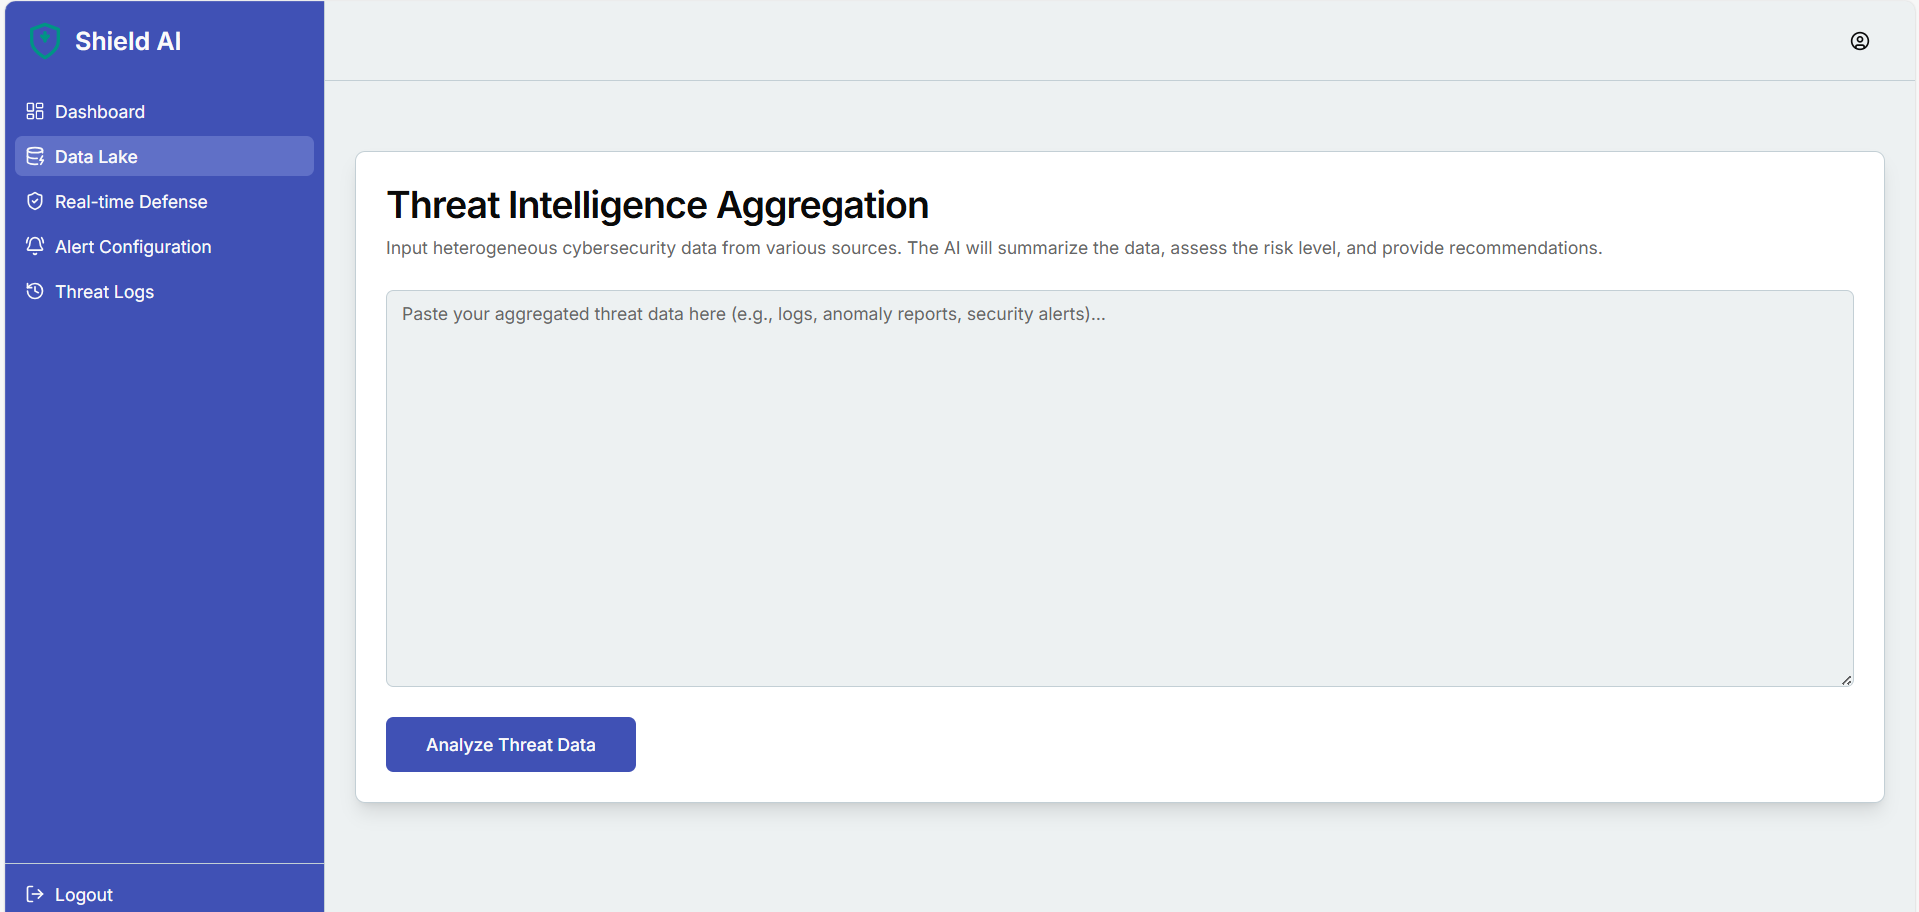 Shield AI
Dashboard
Data Lake
Real-time Defense
Alert Configuration
Threat Logs
Logout
Threat Intelligence Aggregation
Input heterogeneous cybersecurity data from various sources. The AI will summarize the data, assess the risk level, and provide recommendations.
Paste your aggregated threat data here (e.g., logs, anomaly reports, security alerts)...
Analyze Threat Data